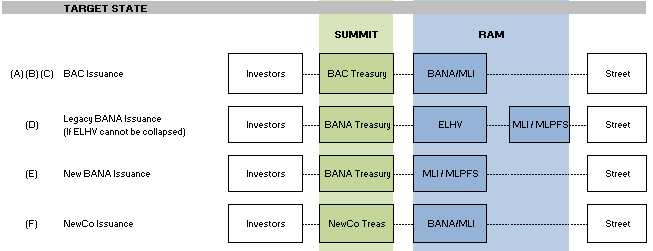 TARGET STATE
SUMMIT RAM
(A) (B) (C) BAC Issuance Investors BAC Treasury BANA/MLI Street
(D) Legacy BANA Issuance
(If ELHV cannot be collapsed) Investors BANA Treasury ELHV MLI / MLPFS Street
(E) New BANA Issuance Investors BANA Treasury MLI / MLPFS Street
(F) NewCo Issuance Investors NewCo Treas BANA/MLI Street